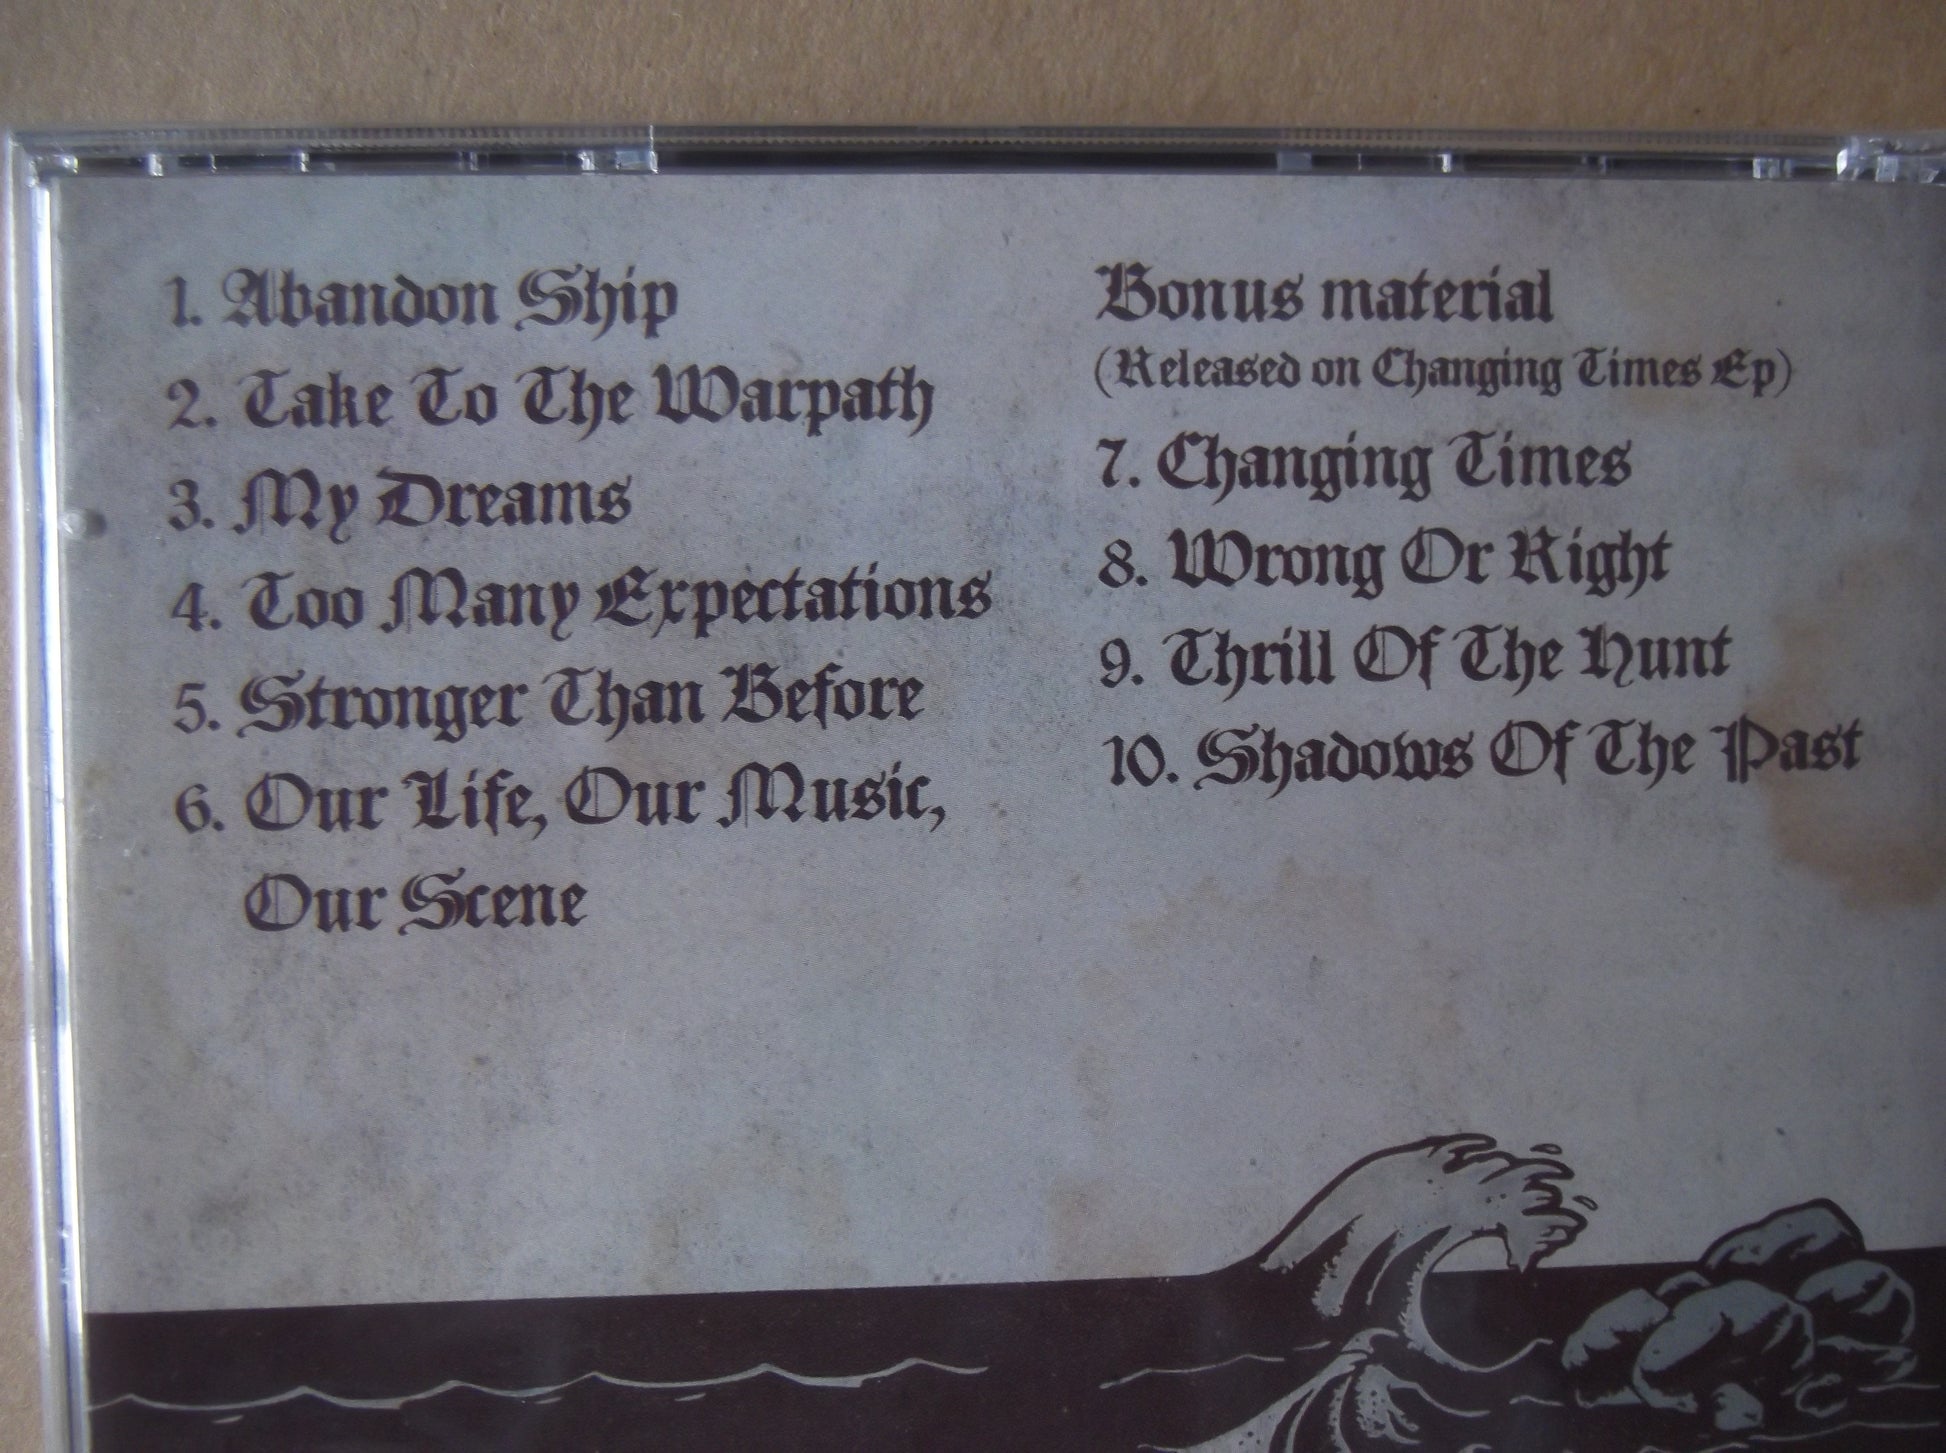 1. Abandon Ship
2. Take To The Warpath
3. My Dreams
4. Too Many Expectations
5. Stronger Than Before
6. Our Life, Our Music,
Our Scene
Bonus material
(Released on Changing Times Ep)
7. Changing Times
8. Wrong Or Right
9. Thrill Of The Hunt
10. Shadows Of The Past